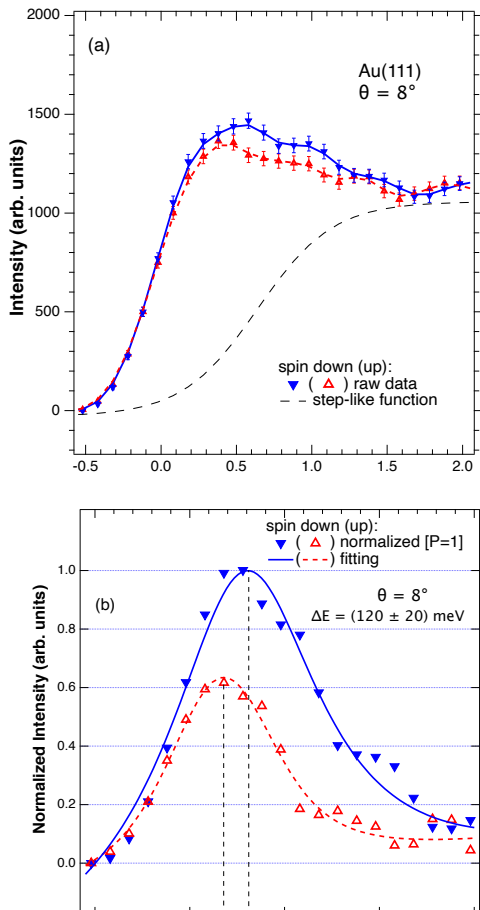 2000
(a)
Au(111)
θ = 8°
1500
1000
500
0
Intensity (arb. units)
spin down (up):
( ) raw data
step-like function
-0.5 0.0 0.5 1.0 1.5 2.0
spin down (up):
( ) normalized [P=1]
( ) fitting
1.0
(b)
θ = 8°
ΔE = (120 ± 20) meV
0.8
0.6
0.4
0.2
0.0
Normalized Intensity (arb. units)